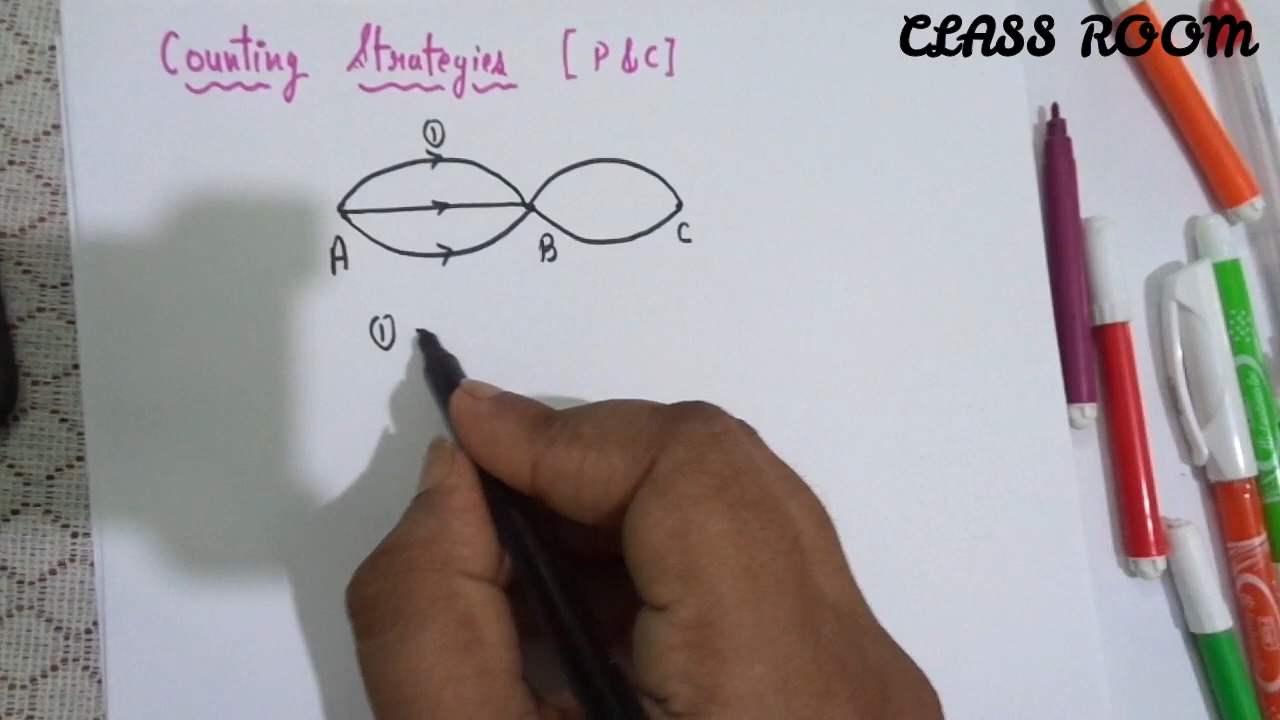 CLASS ROOM
Counting Strategies [P & C]
①
A B C
①